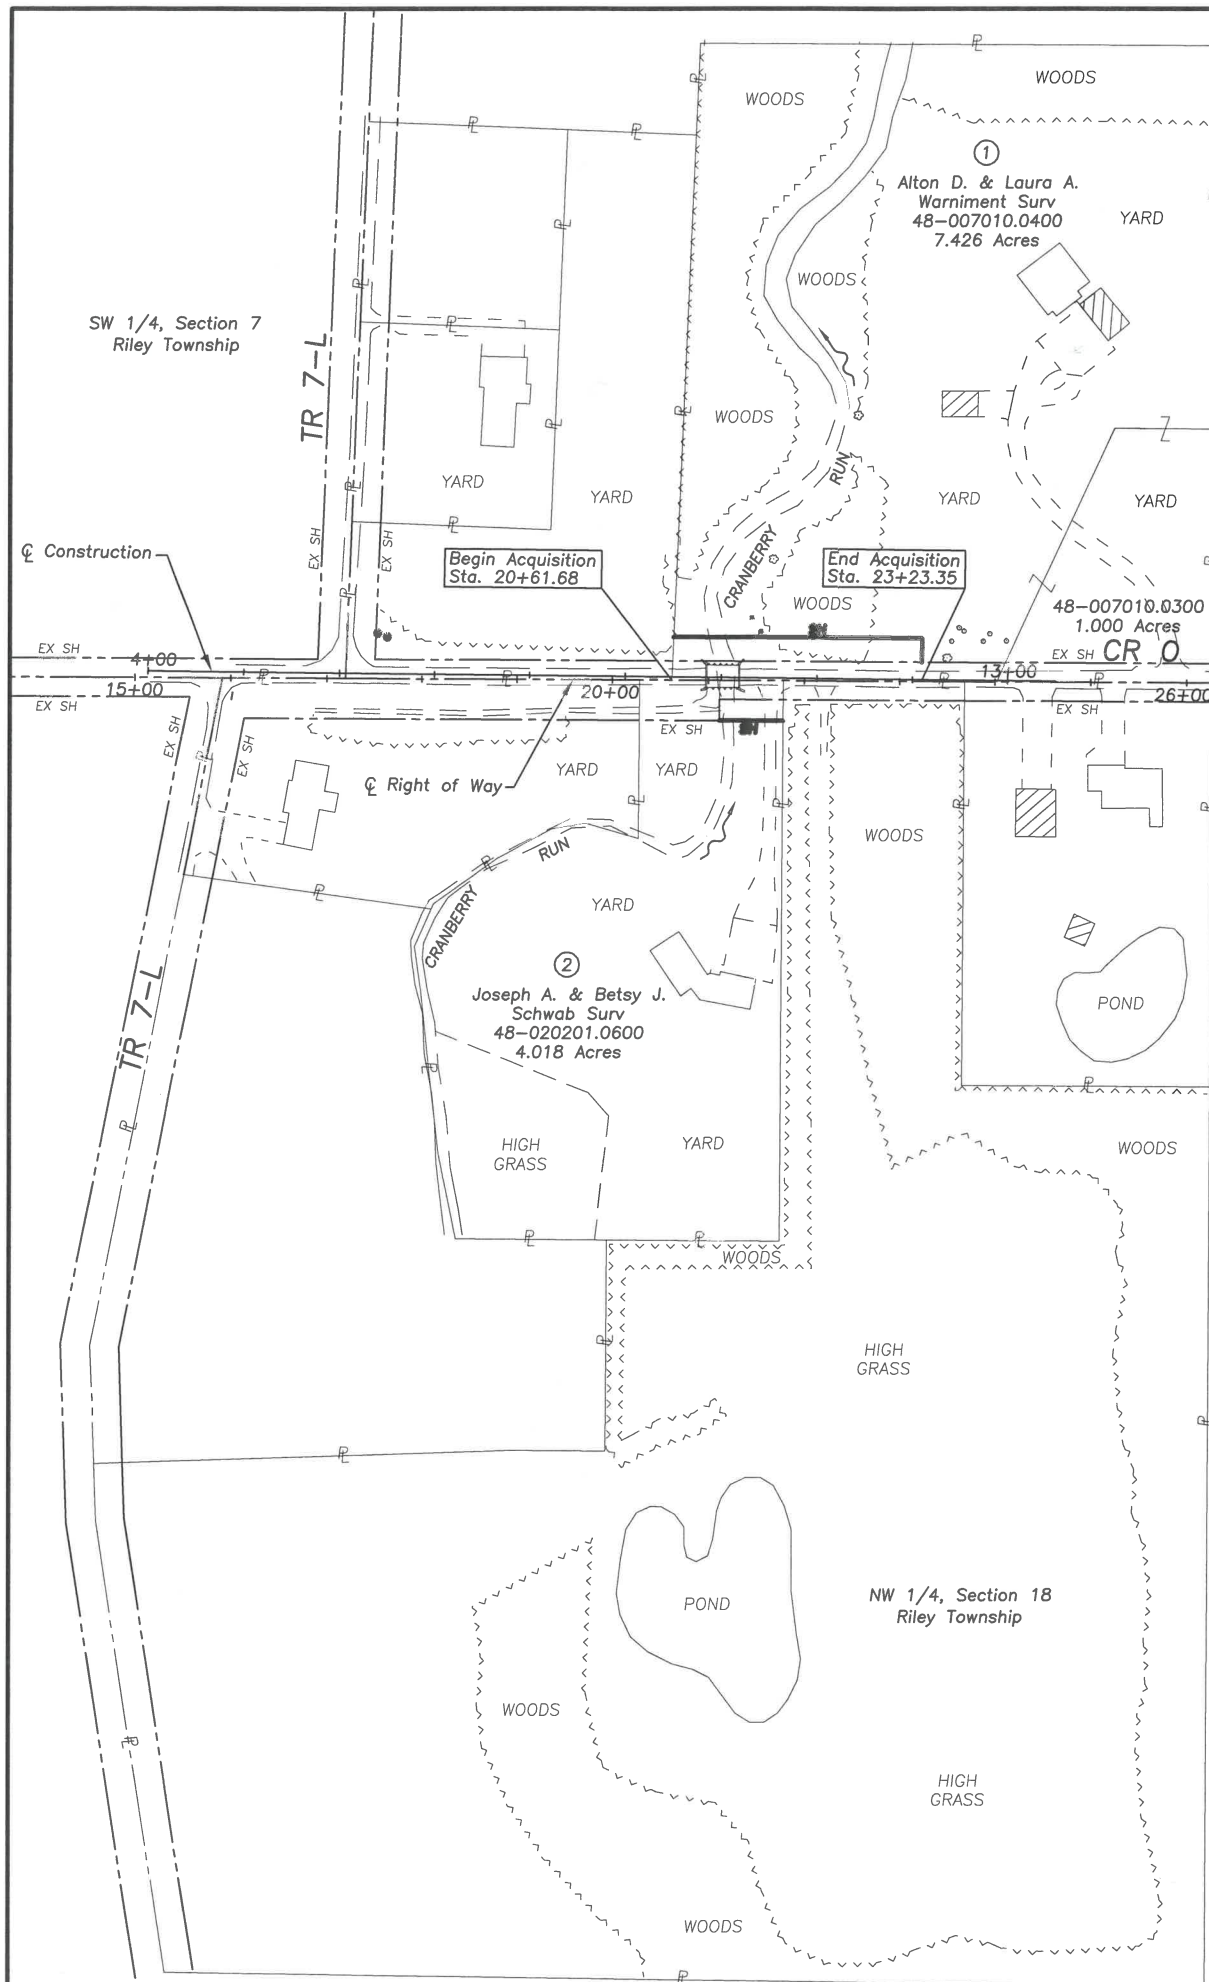 WOODS
WOODS
1
Alton D. & Laura A.
Warniment Surv
48-007010.0400
7.426 Acres
YARD
WOODS
SW 1/4, Section 7
Riley Township
TR 7-L
WOODS
RUN
YARD
YARD
YARD
YARD
EX SH
EX SH
℄ Construction
Begin Acquisition
Sta. 20+61.68
CRANBERRY
End Acquisition
Sta. 23+23.35
WOODS
48-007010.0300
1.000 Acres
SH
EX SH
4+00
EX SH
CR O
15+00
20+00
13+00
26+00
EX SH
EX SH
EX SH
EX SH
SH
EX SH
YARD
YARD
℄ Right of Way
WOODS
RUN
CRANBERRY
YARD
2
Joseph A. & Betsy J.
Schwab Surv
48-020201.0600
4.018 Acres
POND
TR 7-L
HIGH
GRASS
YARD
WOODS
WOODS
HIGH
GRASS
POND
NW 1/4, Section 18
Riley Township
WOODS
HIGH
GRASS
WOODS